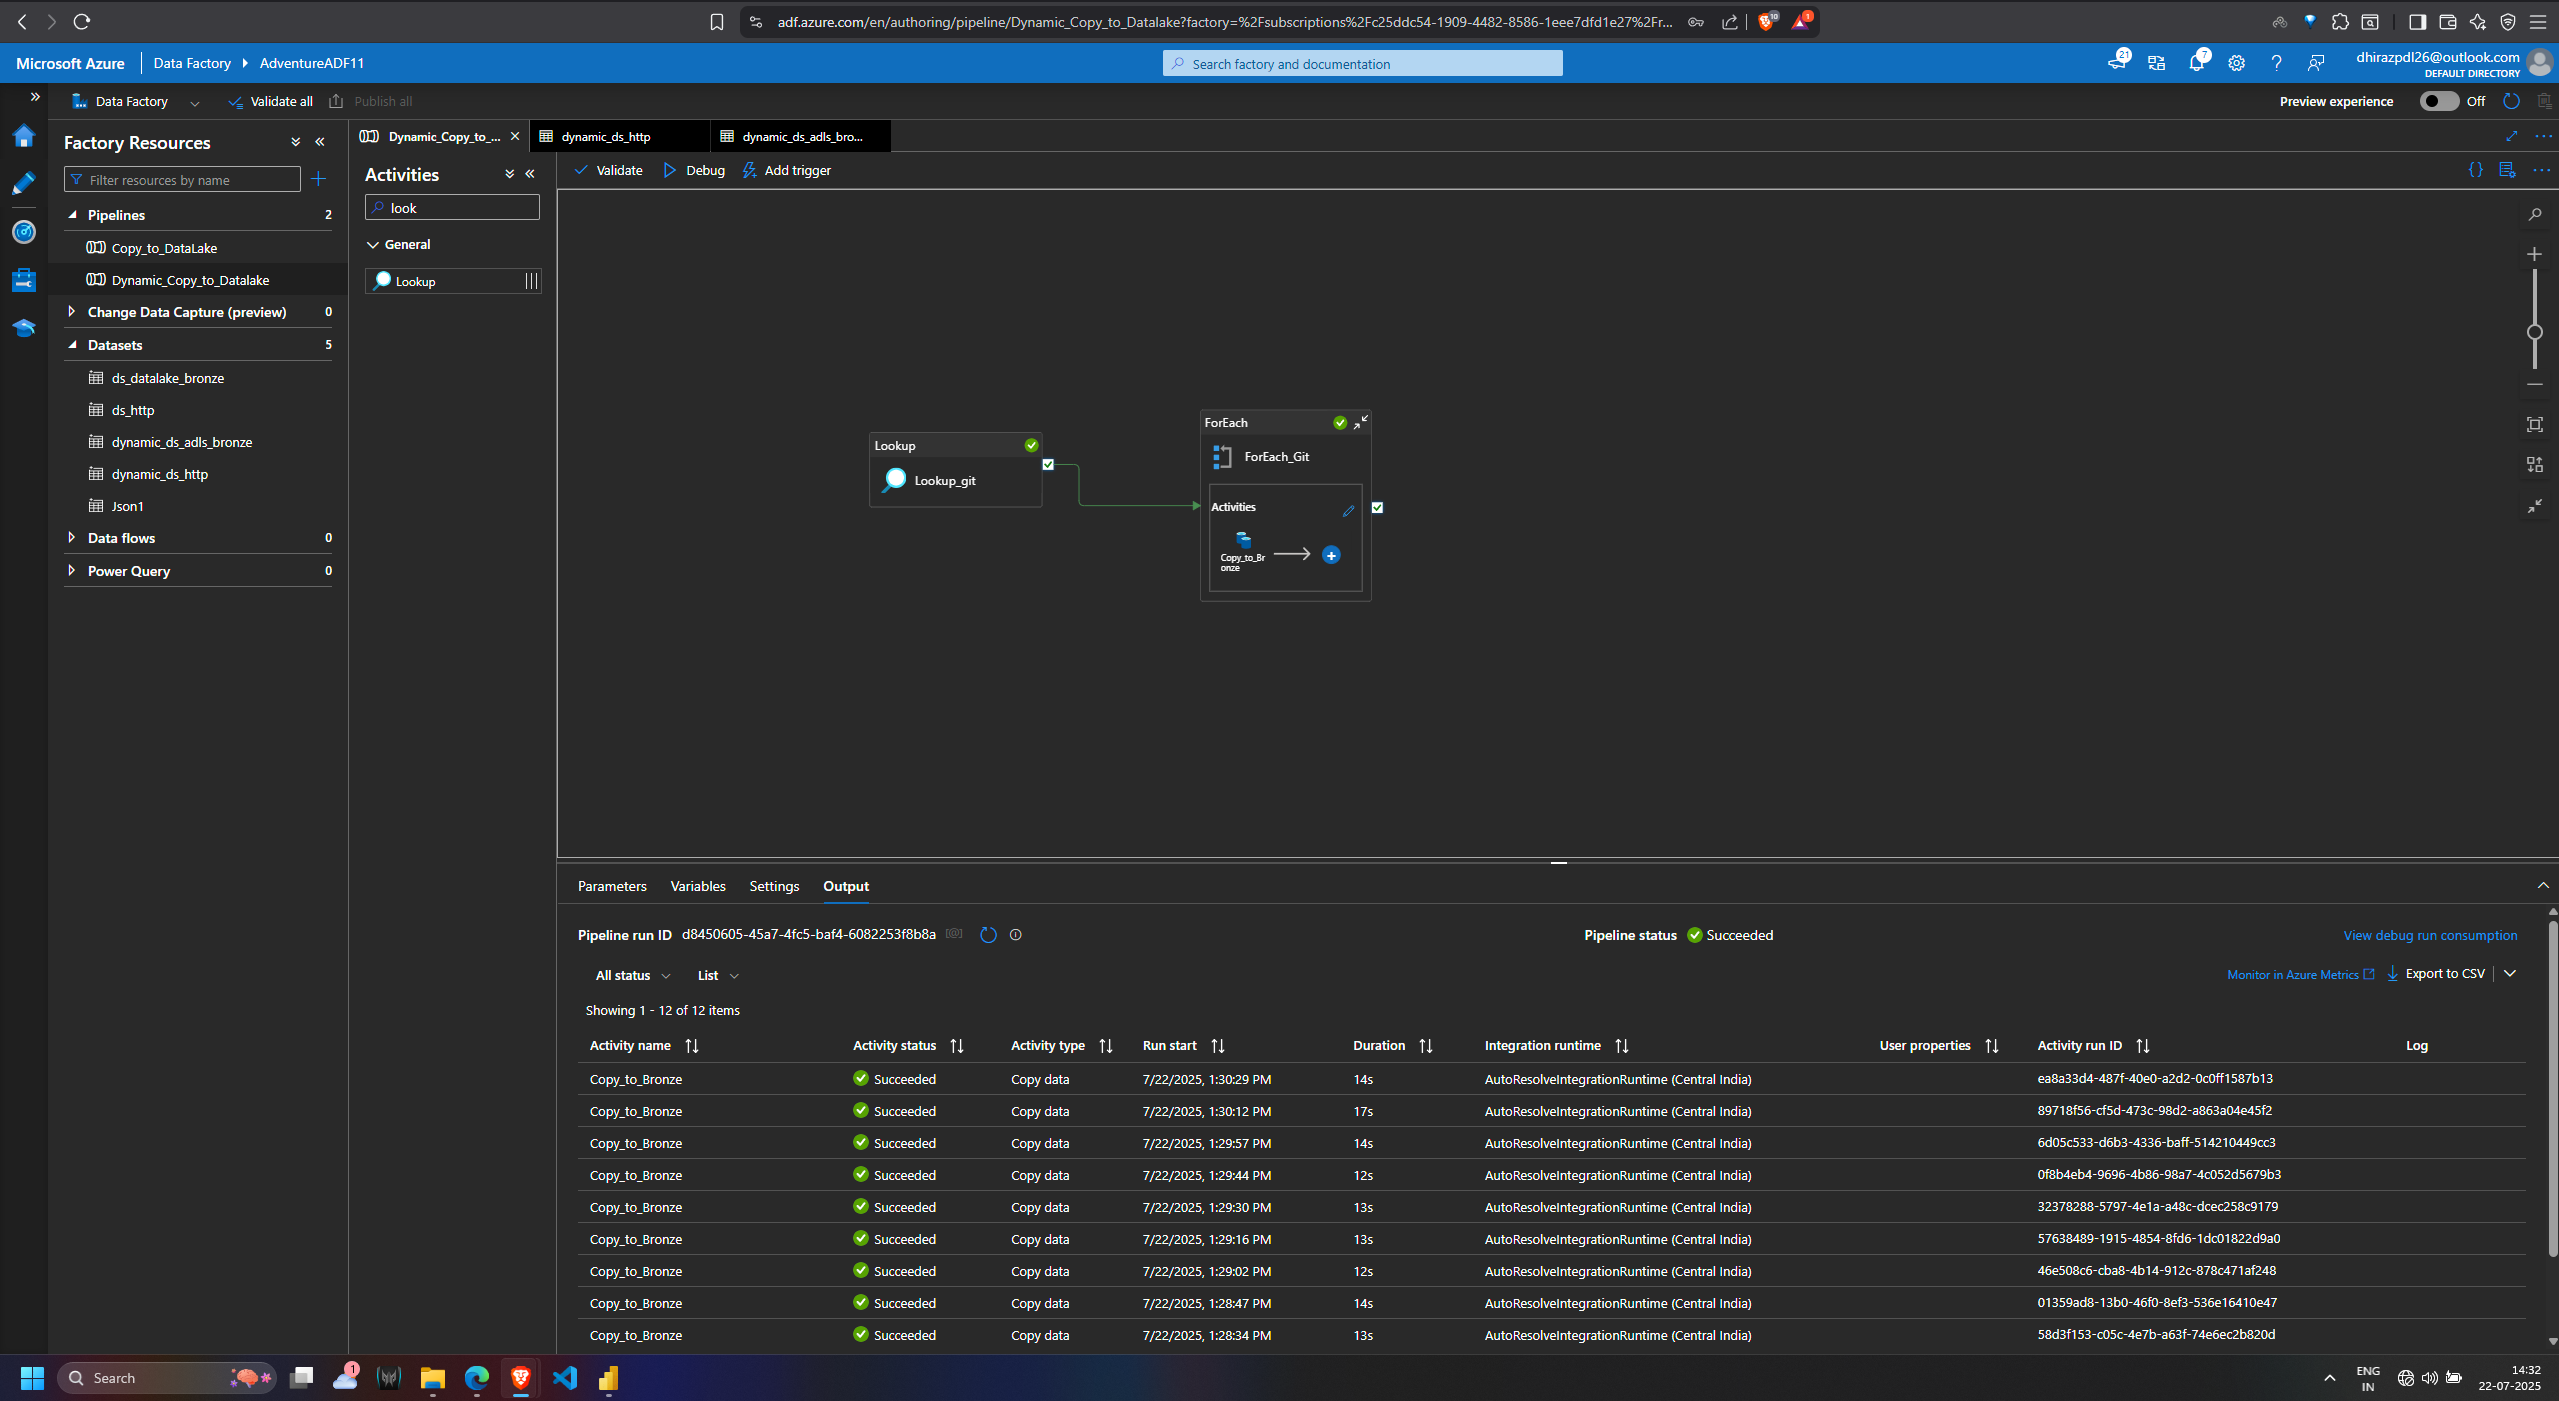 adf.azure.com/en/authoring/pipeline/Dynamic_Copy_to_Datalake?factory=%2Fsubscriptions%2Fc25ddc54-1909-4482-8586-1eee7dfd1e27%2Fr...
10
1
Microsoft Azure
Data Factory
AdventureADF11
Search factory and documentation
21
7
dhirazpdl26@outlook.com
DEFAULT DIRECTORY
Data Factory
Validate all
Publish all
Preview experience
Off
Factory Resources
Filter resources by name
Pipelines 2
Copy_to_DataLake
Dynamic_Copy_to_Datalake
Change Data Capture (preview) 0
Datasets 5
ds_datalake_bronze
ds_http
dynamic_ds_adls_bronze
dynamic_ds_http
Json1
Data flows 0
Power Query 0
Dynamic_Copy_to_...
dynamic_ds_http
dynamic_ds_adls_bro...
Activities
look
General
Lookup
Validate
Debug
Add trigger
Lookup
Lookup_git
ForEach
ForEach_Git
Activities
Copy_to_Br
onze
Parameters Variables Settings Output
Pipeline run ID d8450605-45a7-4fc5-baf4-6082253f8b8a
Pipeline status Succeeded
View debug run consumption
All status List
Monitor in Azure Metrics Export to CSV
Showing 1 - 12 of 12 items
Activity name Activity status Activity type Run start Duration Integration runtime User properties Activity run ID Log
Copy_to_Bronze Succeeded Copy data 7/22/2025, 1:30:29 PM 14s AutoResolveIntegrationRuntime (Central India) ea8a33d4-487f-40e0-a2d2-0c0ff1587b13
Copy_to_Bronze Succeeded Copy data 7/22/2025, 1:30:12 PM 17s AutoResolveIntegrationRuntime (Central India) 89718f56-cf5d-473c-98d2-a863a04e45f2
Copy_to_Bronze Succeeded Copy data 7/22/2025, 1:29:57 PM 14s AutoResolveIntegrationRuntime (Central India) 6d05c533-d6b3-4336-baff-514210449cc3
Copy_to_Bronze Succeeded Copy data 7/22/2025, 1:29:44 PM 12s AutoResolveIntegrationRuntime (Central India) 0f8b4eb4-9696-4b86-98a7-4c052d5679b3
Copy_to_Bronze Succeeded Copy data 7/22/2025, 1:29:30 PM 13s AutoResolveIntegrationRuntime (Central India) 32378288-5797-4e1a-a48c-dcec258c9179
Copy_to_Bronze Succeeded Copy data 7/22/2025, 1:29:16 PM 13s AutoResolveIntegrationRuntime (Central India) 57638489-1915-4854-8fd6-1dc01822d9a0
Copy_to_Bronze Succeeded Copy data 7/22/2025, 1:29:02 PM 12s AutoResolveIntegrationRuntime (Central India) 46e508c6-cba8-4b14-912c-878c471af248
Copy_to_Bronze Succeeded Copy data 7/22/2025, 1:28:47 PM 14s AutoResolveIntegrationRuntime (Central India) 01359ad8-13b0-46f0-8ef3-536e16410e47
Copy_to_Bronze Succeeded Copy data 7/22/2025, 1:28:34 PM 13s AutoResolveIntegrationRuntime (Central India) 58d3f153-c05c-4e7b-a63f-74e6ec2b820d
Search
1
ENG
IN
14:32
22-07-2025